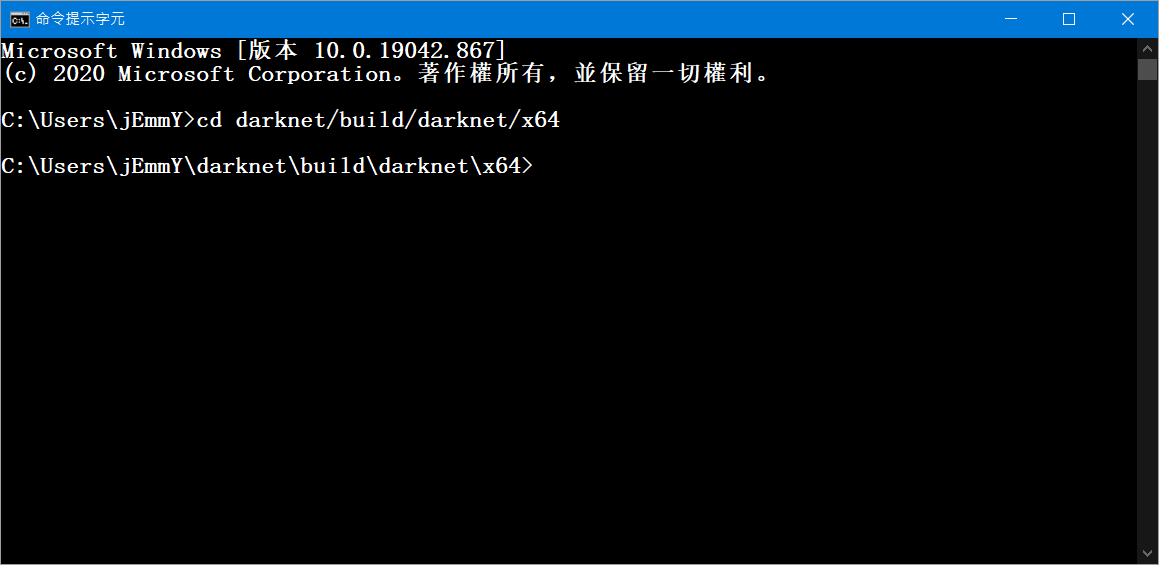 命令提示字元
Microsoft Windows [版本 10.0.19042.867]
(c) 2020 Microsoft Corporation。著作權所有，並保留一切權利。
C:\Users\jEmmY>cd darknet/build/darknet/x64
C:\Users\jEmmY\darknet\build\darknet\x64>